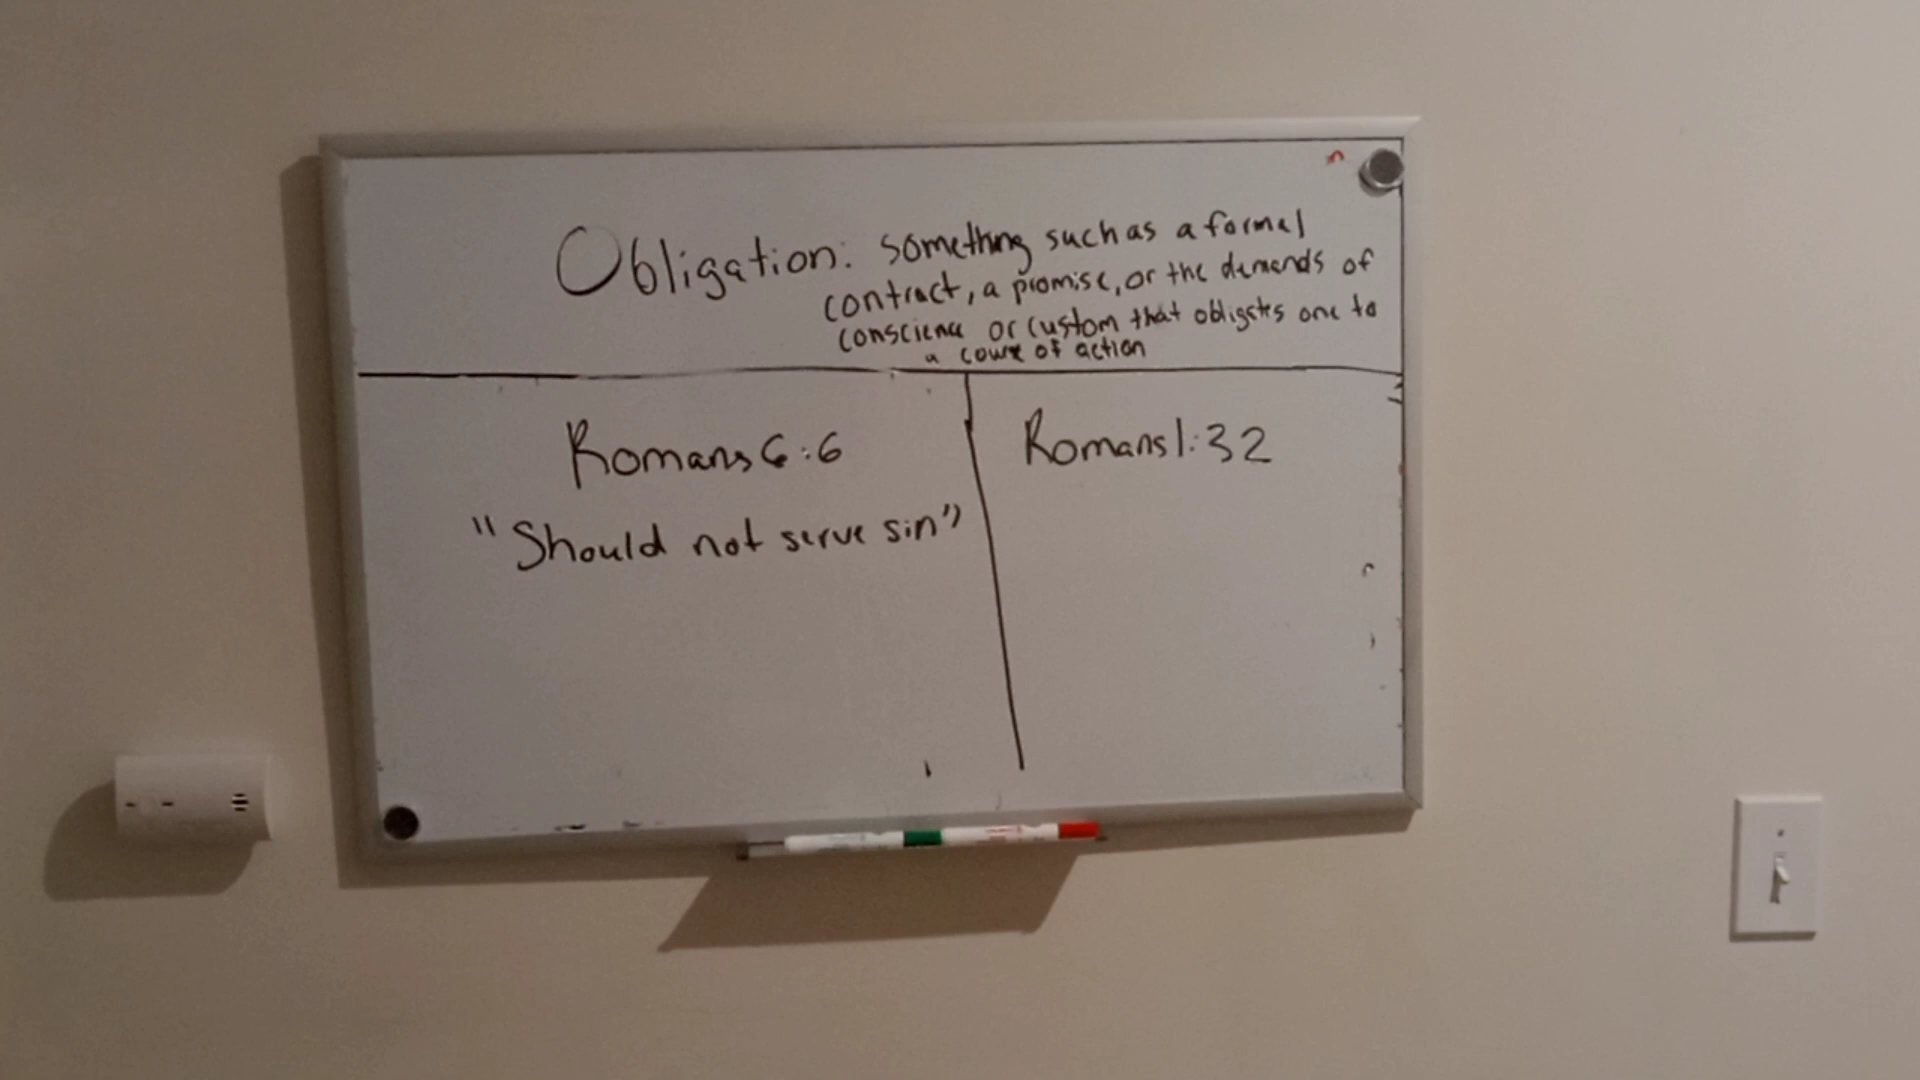 Obligation: something such as a formal
contract, a promise, or the demands of
conscience or custom that obligates one to
a course of action
Romans 6:6
"Should not serve sin"
Romans 1:32